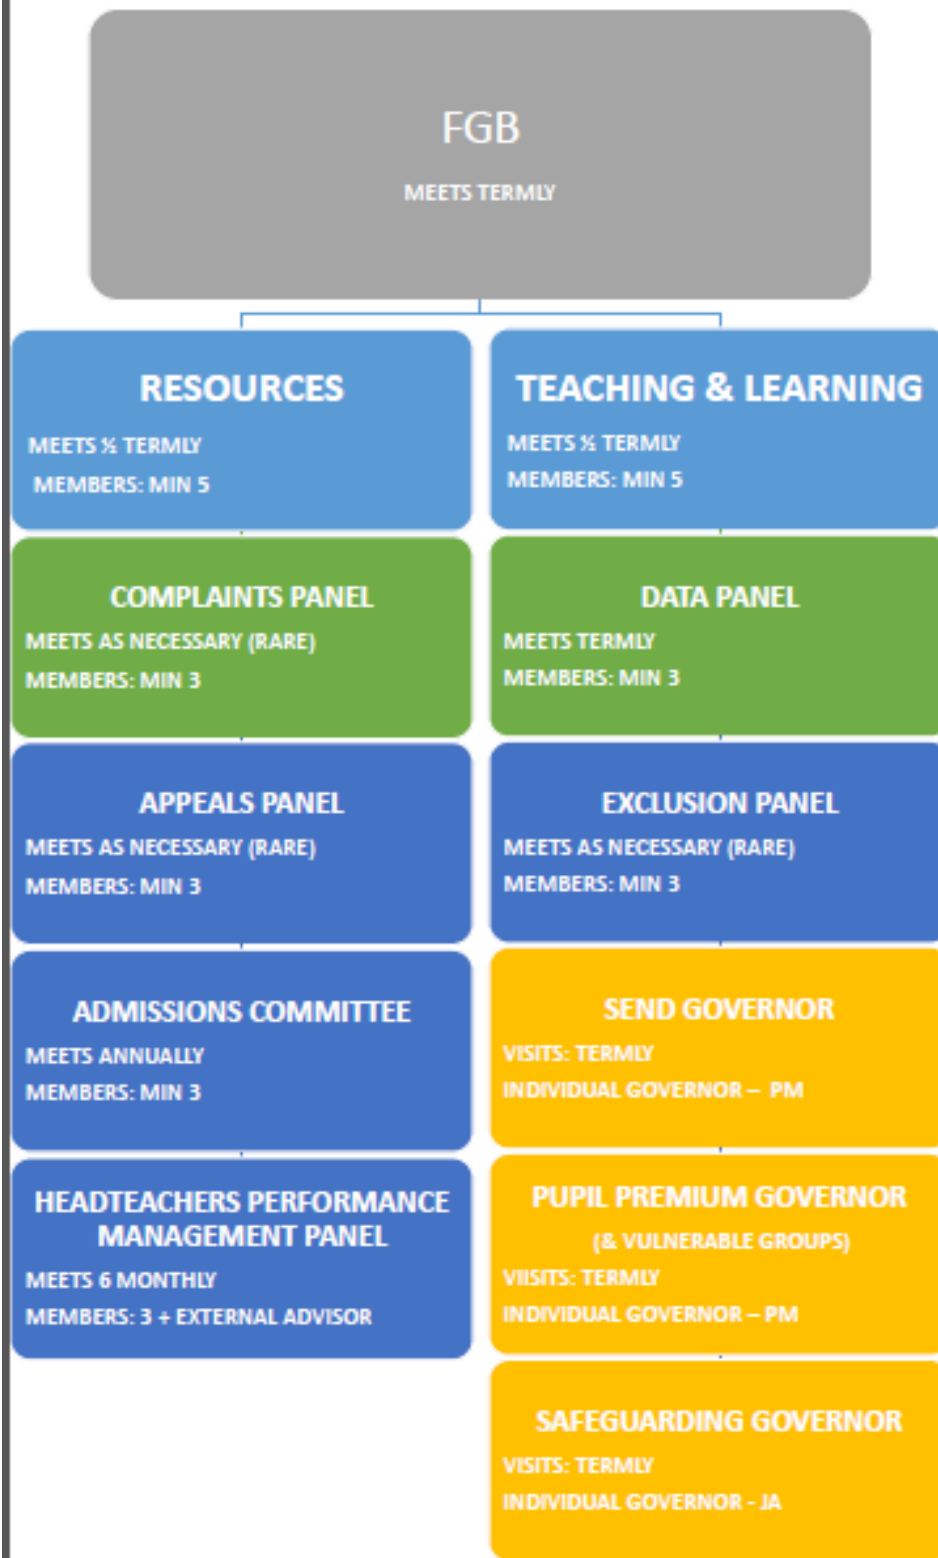 FGB
MEETS TERMLY
RESOURCES
MEETS ½ TERMLY
MEMBERS: MIN 5
TEACHING & LEARNING
MEETS ½ TERMLY
MEMBERS: MIN 5
COMPLAINTS PANEL
MEETS AS NECESSARY (RARE)
MEMBERS: MIN 3
DATA PANEL
MEETS TERMLY
MEMBERS: MIN 3
APPEALS PANEL
MEETS AS NECESSARY (RARE)
MEMBERS: MIN 3
EXCLUSION PANEL
MEETS AS NECESSARY (RARE)
MEMBERS: MIN 3
ADMISSIONS COMMITTEE
MEETS ANNUALLY
MEMBERS: MIN 3
SEND GOVERNOR
VISITS: TERMLY
INDIVIDUAL GOVERNOR – PM
HEADTEACHERS PERFORMANCE
MANAGEMENT PANEL
MEETS 6 MONTHLY
MEMBERS: 3 + EXTERNAL ADVISOR
PUPIL PREMIUM GOVERNOR
(& VULNERABLE GROUPS)
VIISITS: TERMLY
INDIVIDUAL GOVERNOR – PM
SAFEGUARDING GOVERNOR
VISITS: TERMLY
INDIVIDUAL GOVERNOR - JA